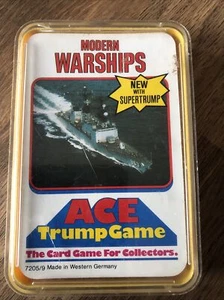 MODERN
WARSHIPS
NEW
WITH
SUPERTRUMP
ACE
TrumpGame
The Card Game For Collectors.
7205/9 Made in Western Germany